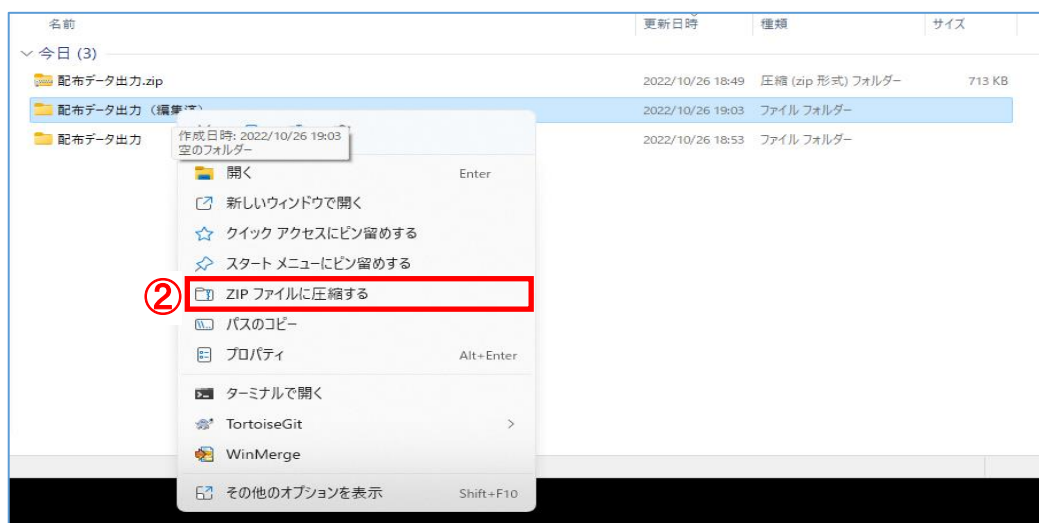 名前 更新日時 種類 サイズ
今日 (3)
配布データ出力.zip 2022/10/26 18:49 圧縮 (zip 形式) フォルダー 713 KB
配布データ出力 （編集済） 2022/10/26 19:03 ファイル フォルダー
配布データ出力 2022/10/26 18:53 ファイル フォルダー
作成日時: 2022/10/26 19:03
空のフォルダー
開く Enter
新しいウィンドウで開く
クイック アクセスにピン留めする
スタート メニューにピン留めする
② ZIP ファイルに圧縮する
パスのコピー
プロパティ Alt+Enter
ターミナルで開く
TortoiseGit
WinMerge
その他のオプションを表示 Shift+F10